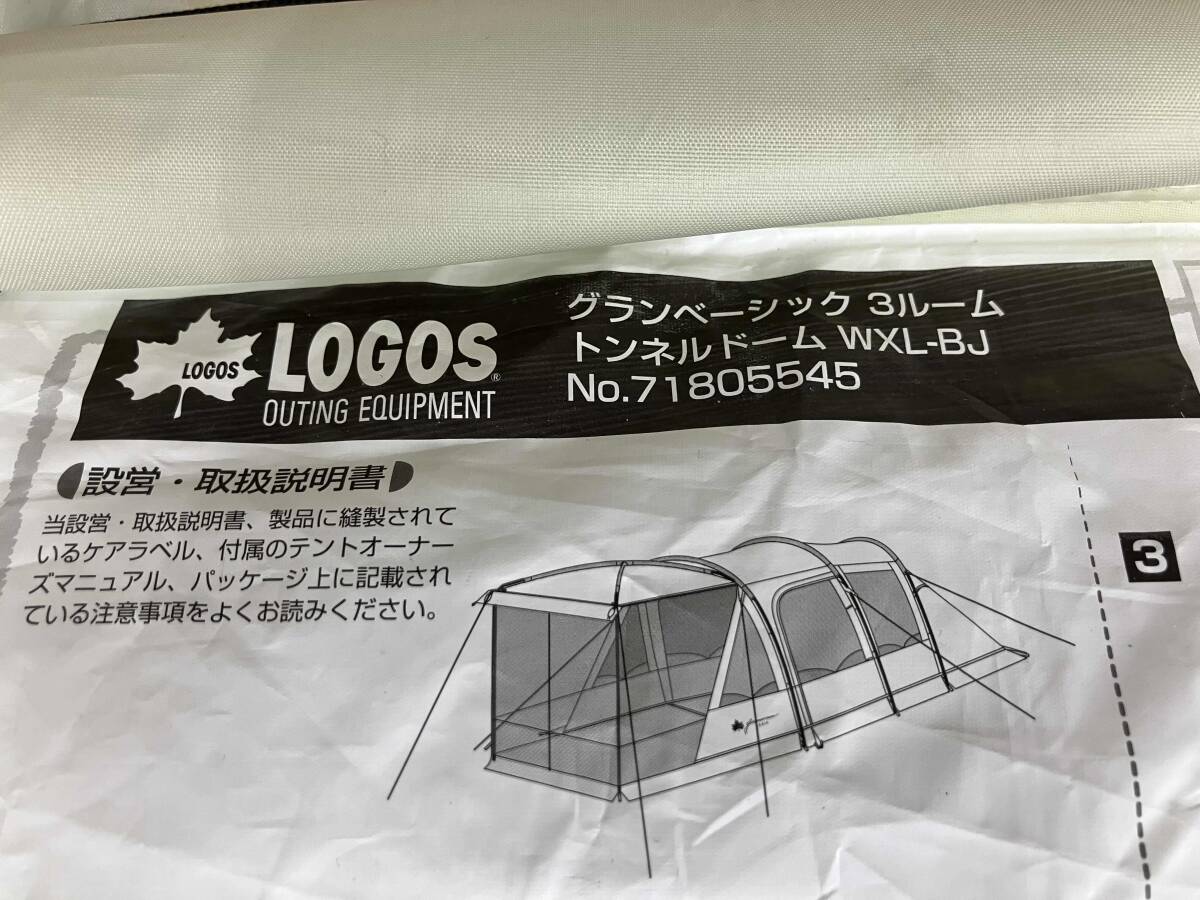 LOGOS
LOGOS®
OUTING EQUIPMENT
グランベーシック 3ルーム
トンネルドーム WXL-BJ
No.71805545
設営・取扱説明書
当設営・取扱説明書、製品に縫製されて
いるケアラベル、付属のテントオーナー
ズマニュアル、パッケージ上に記載され
ている注意事項をよくお読みください。
3